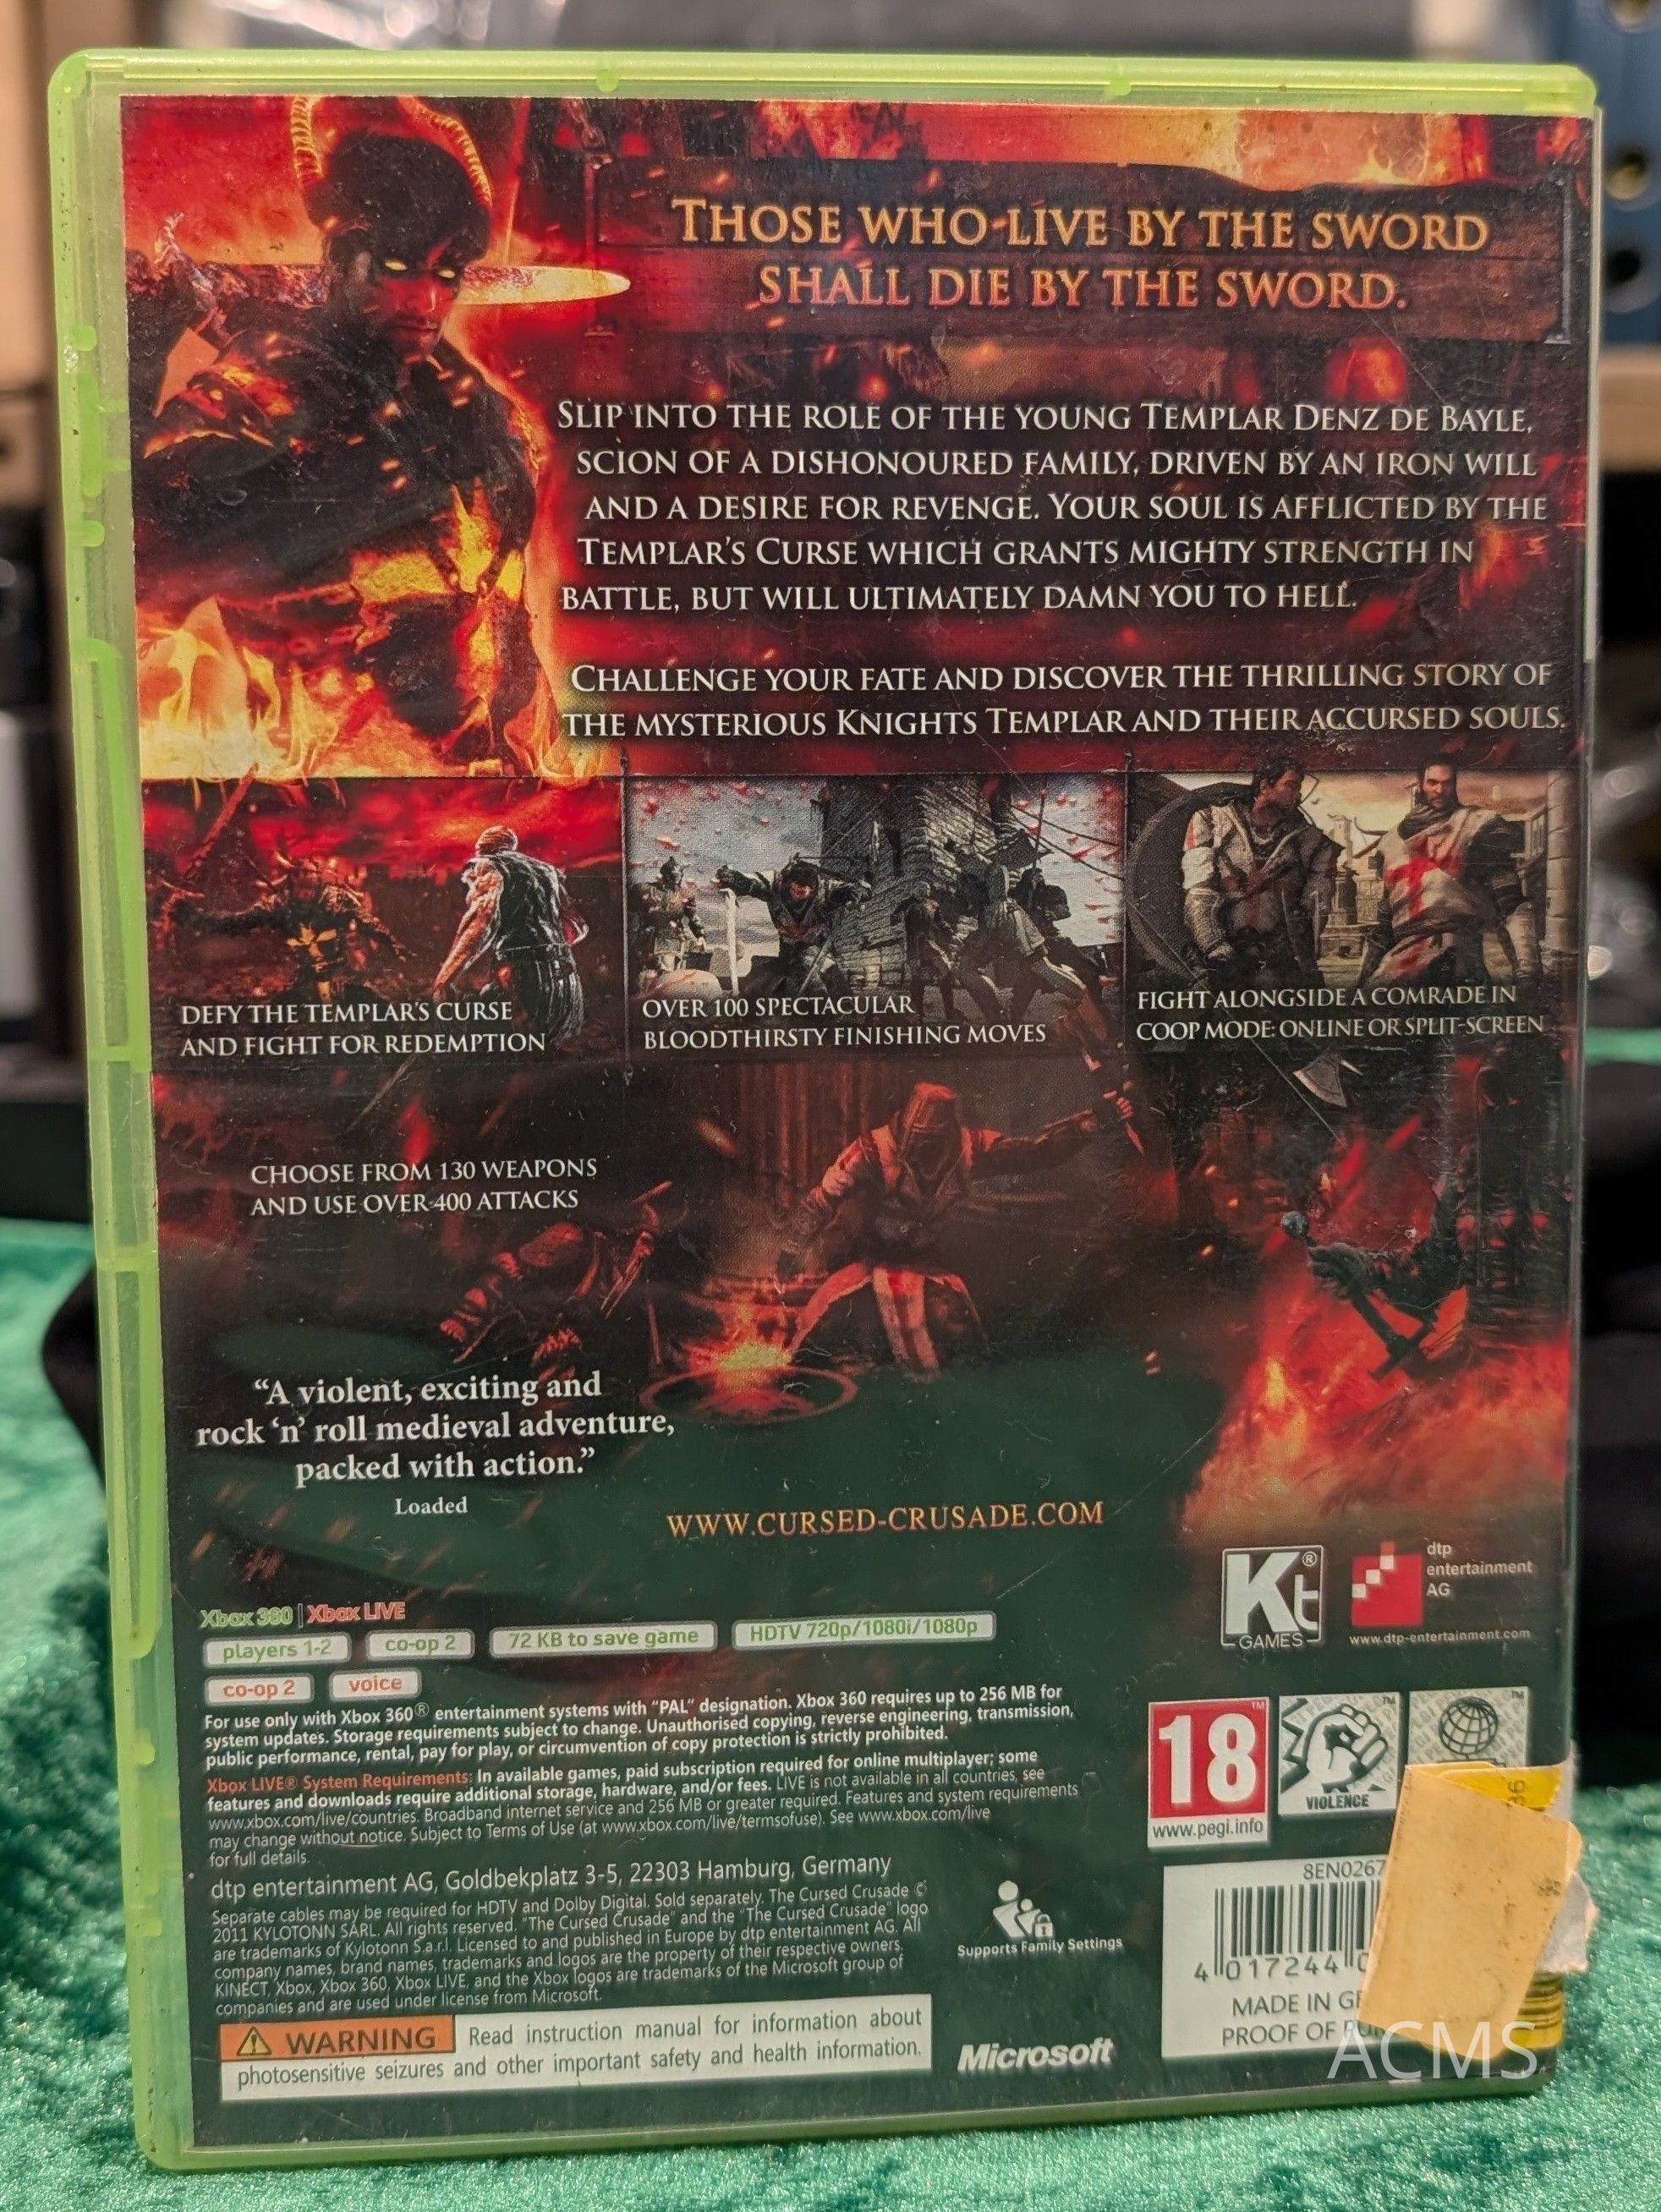 THOSE WHO LIVE BY THE SWORD
SHALL DIE BY THE SWORD.
SLIP INTO THE ROLE OF THE YOUNG TEMPLAR DENZ DE BAYLE,
SCION OF A DISHONOURED FAMILY, DRIVEN BY AN IRON WILL
AND A DESIRE FOR REVENGE. YOUR SOUL IS AFFLICTED BY THE
TEMPLAR'S CURSE WHICH GRANTS MIGHTY STRENGTH IN
BATTLE, BUT WILL ULTIMATELY DAMN YOU TO HELL.
CHALLENGE YOUR FATE AND DISCOVER THE THRILLING STORY OF
THE MYSTERIOUS KNIGHTS TEMPLAR AND THEIR ACCURSED SOULS.
DEFY THE TEMPLAR'S CURSE
AND FIGHT FOR REDEMPTION
OVER 100 SPECTACULAR
BLOODTHIRSTY FINISHING MOVES
FIGHT ALONGSIDE A COMRADE IN
COOP MODE: ONLINE OR SPLIT-SCREEN
CHOOSE FROM 130 WEAPONS
AND USE OVER 400 ATTACKS
“A violent, exciting and
rock ‘n’ roll medieval adventure,
packed with action.”
Loaded
WWW.CURSED-CRUSADE.COM
Kt®
GAMES
dtp
entertainment
AG
www.dtp-entertainment.com
Xbox 360 | Xbox LIVE
players 1-2 co-op 2 72 KB to save game HDTV 720p/1080i/1080p
co-op 2 voice
For use only with Xbox 360® entertainment systems with “PAL” designation. Xbox 360 requires up to 256 MB for
system updates. Storage requirements subject to change. Unauthorised copying, reverse engineering, transmission,
public performance, rental, pay for play, or circumvention of copy protection is strictly prohibited.
Xbox LIVE® System Requirements: In available games, paid subscription required for online multiplayer; some
features and downloads require additional storage, hardware, and/or fees. LIVE is not available in all countries, see
www.xbox.com/live/countries. Broadband internet service and 256 MB or greater required. Features and system requirements
may change without notice. Subject to Terms of Use (at www.xbox.com/live/termsofuse). See www.xbox.com/live
for full details.
dtp entertainment AG, Goldbekplatz 3-5, 22303 Hamburg, Germany
Separate cables may be required for HDTV and Dolby Digital. Sold separately. The Cursed Crusade ©
2011 KYLOTONN SARL. All rights reserved. "The Cursed Crusade" and the "The Cursed Crusade" logo
are trademarks of Kylotonn S.a.r.l. Licensed to and published in Europe by dtp entertainment AG. All
company names, brand names, trademarks and logos are the property of their respective owners.
KINECT, Xbox, Xbox 360, Xbox LIVE, and the Xbox logos are trademarks of the Microsoft group of
companies and are used under license from Microsoft.
WARNING Read instruction manual for information about
photosensitive seizures and other important safety and health information.
18
www.pegi.info
VIOLENCE
Supports Family Settings
Microsoft
8EN0267
4 017244 0
MADE IN GE
PROOF OF
ACMS